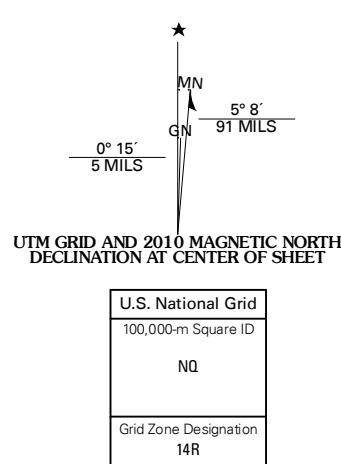 ★
MN
5° 8´
91 MILS
GN
0° 15´
5 MILS
UTM GRID AND 2010 MAGNETIC NORTH
DECLINATION AT CENTER OF SHEET
U.S. National Grid
100,000-m Square ID
NQ
Grid Zone Designation
14R